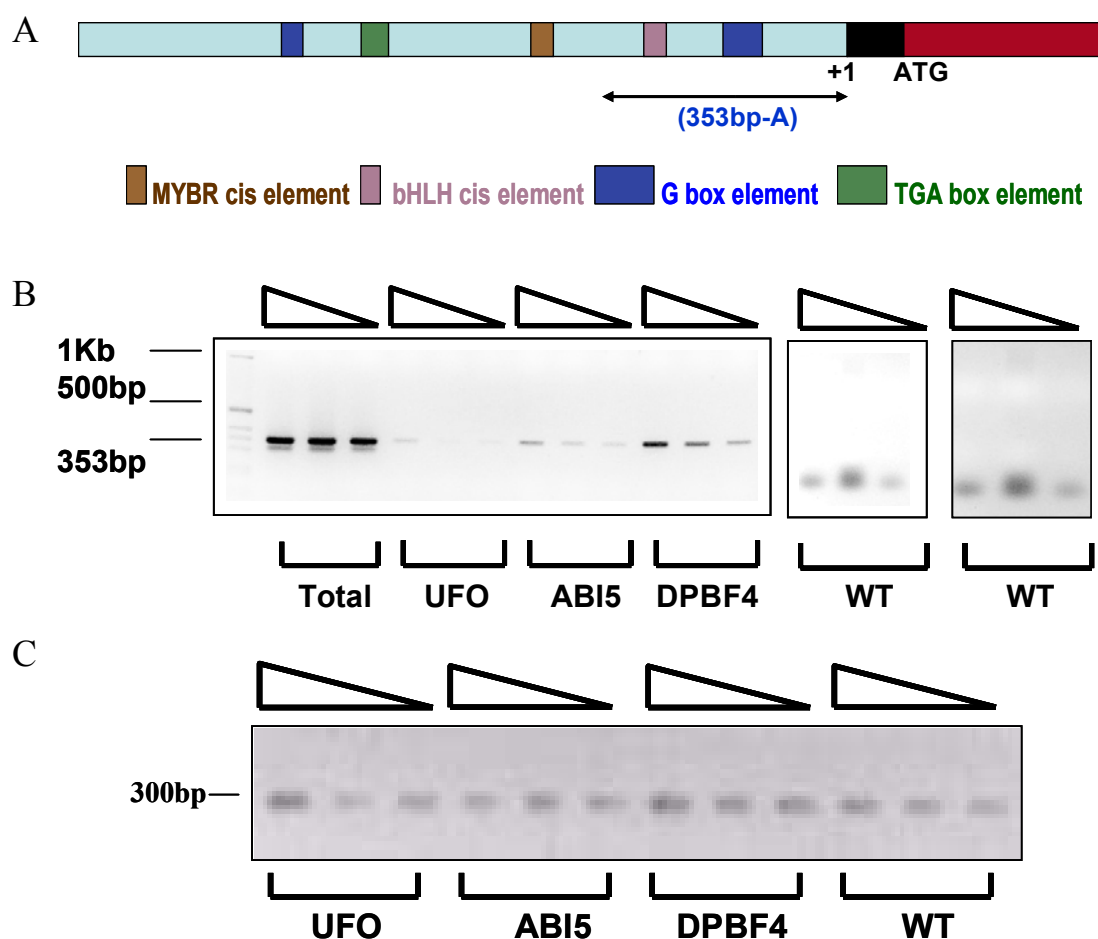 A
+1 ATG
(353bp-A)
MYBR cis element bHLH cis element G box element TGA box element
B
1Kb
500bp
353bp
Total UFO ABI5 DPBF4 WT WT
C
300bp
UFO ABI5 DPBF4 WT